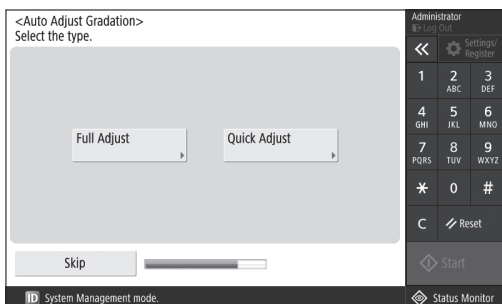 <Auto Adjust Gradation>
Select the type.
Full Adjust
Quick Adjust
Skip
ID System Management mode.
Administrator
Log Out
Settings/
Register
1
2
ABC
3
DEF
4
GHI
5
JKL
6
MNO
7
PQRS
8
TUV
9
WXYZ
*
0
#
C
Reset
Start
Status Monitor